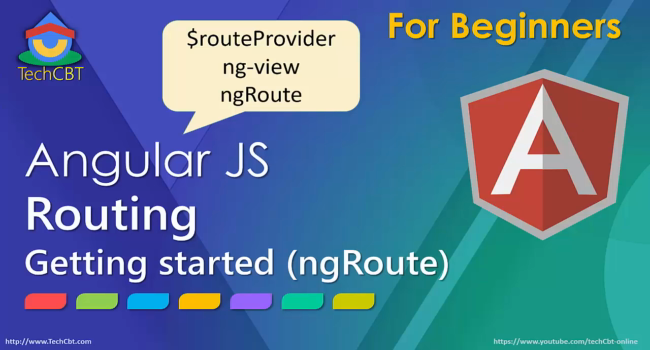 For Beginners
$routeProvider
ng-view
ngRoute
TechCBT
Angular JS
Routing
Getting started (ngRoute)
A
http://www.TechCbt.com
https://www.youtube.com/techCbt-online